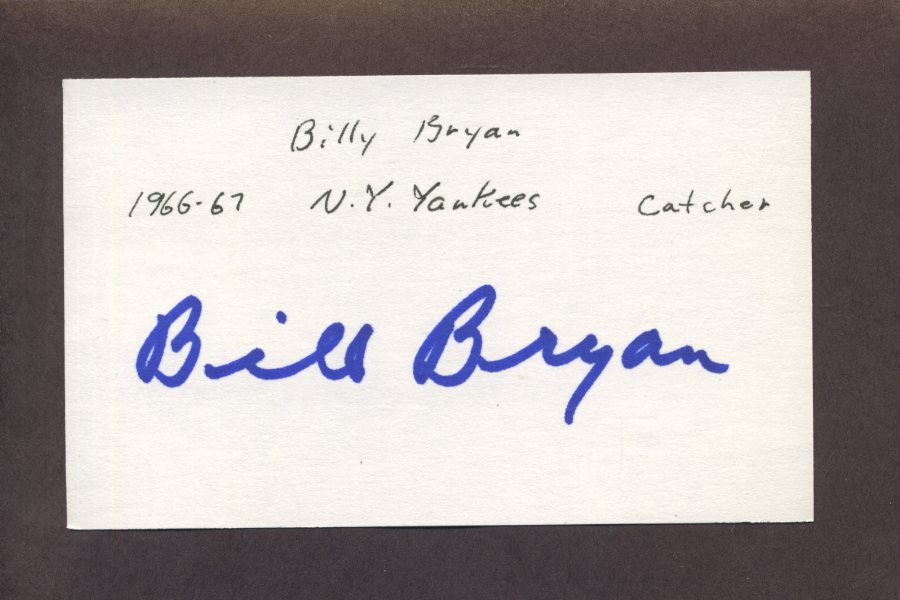 Billy Bryan
1966-67 N.Y. Yankees Catcher
Bill Bryan